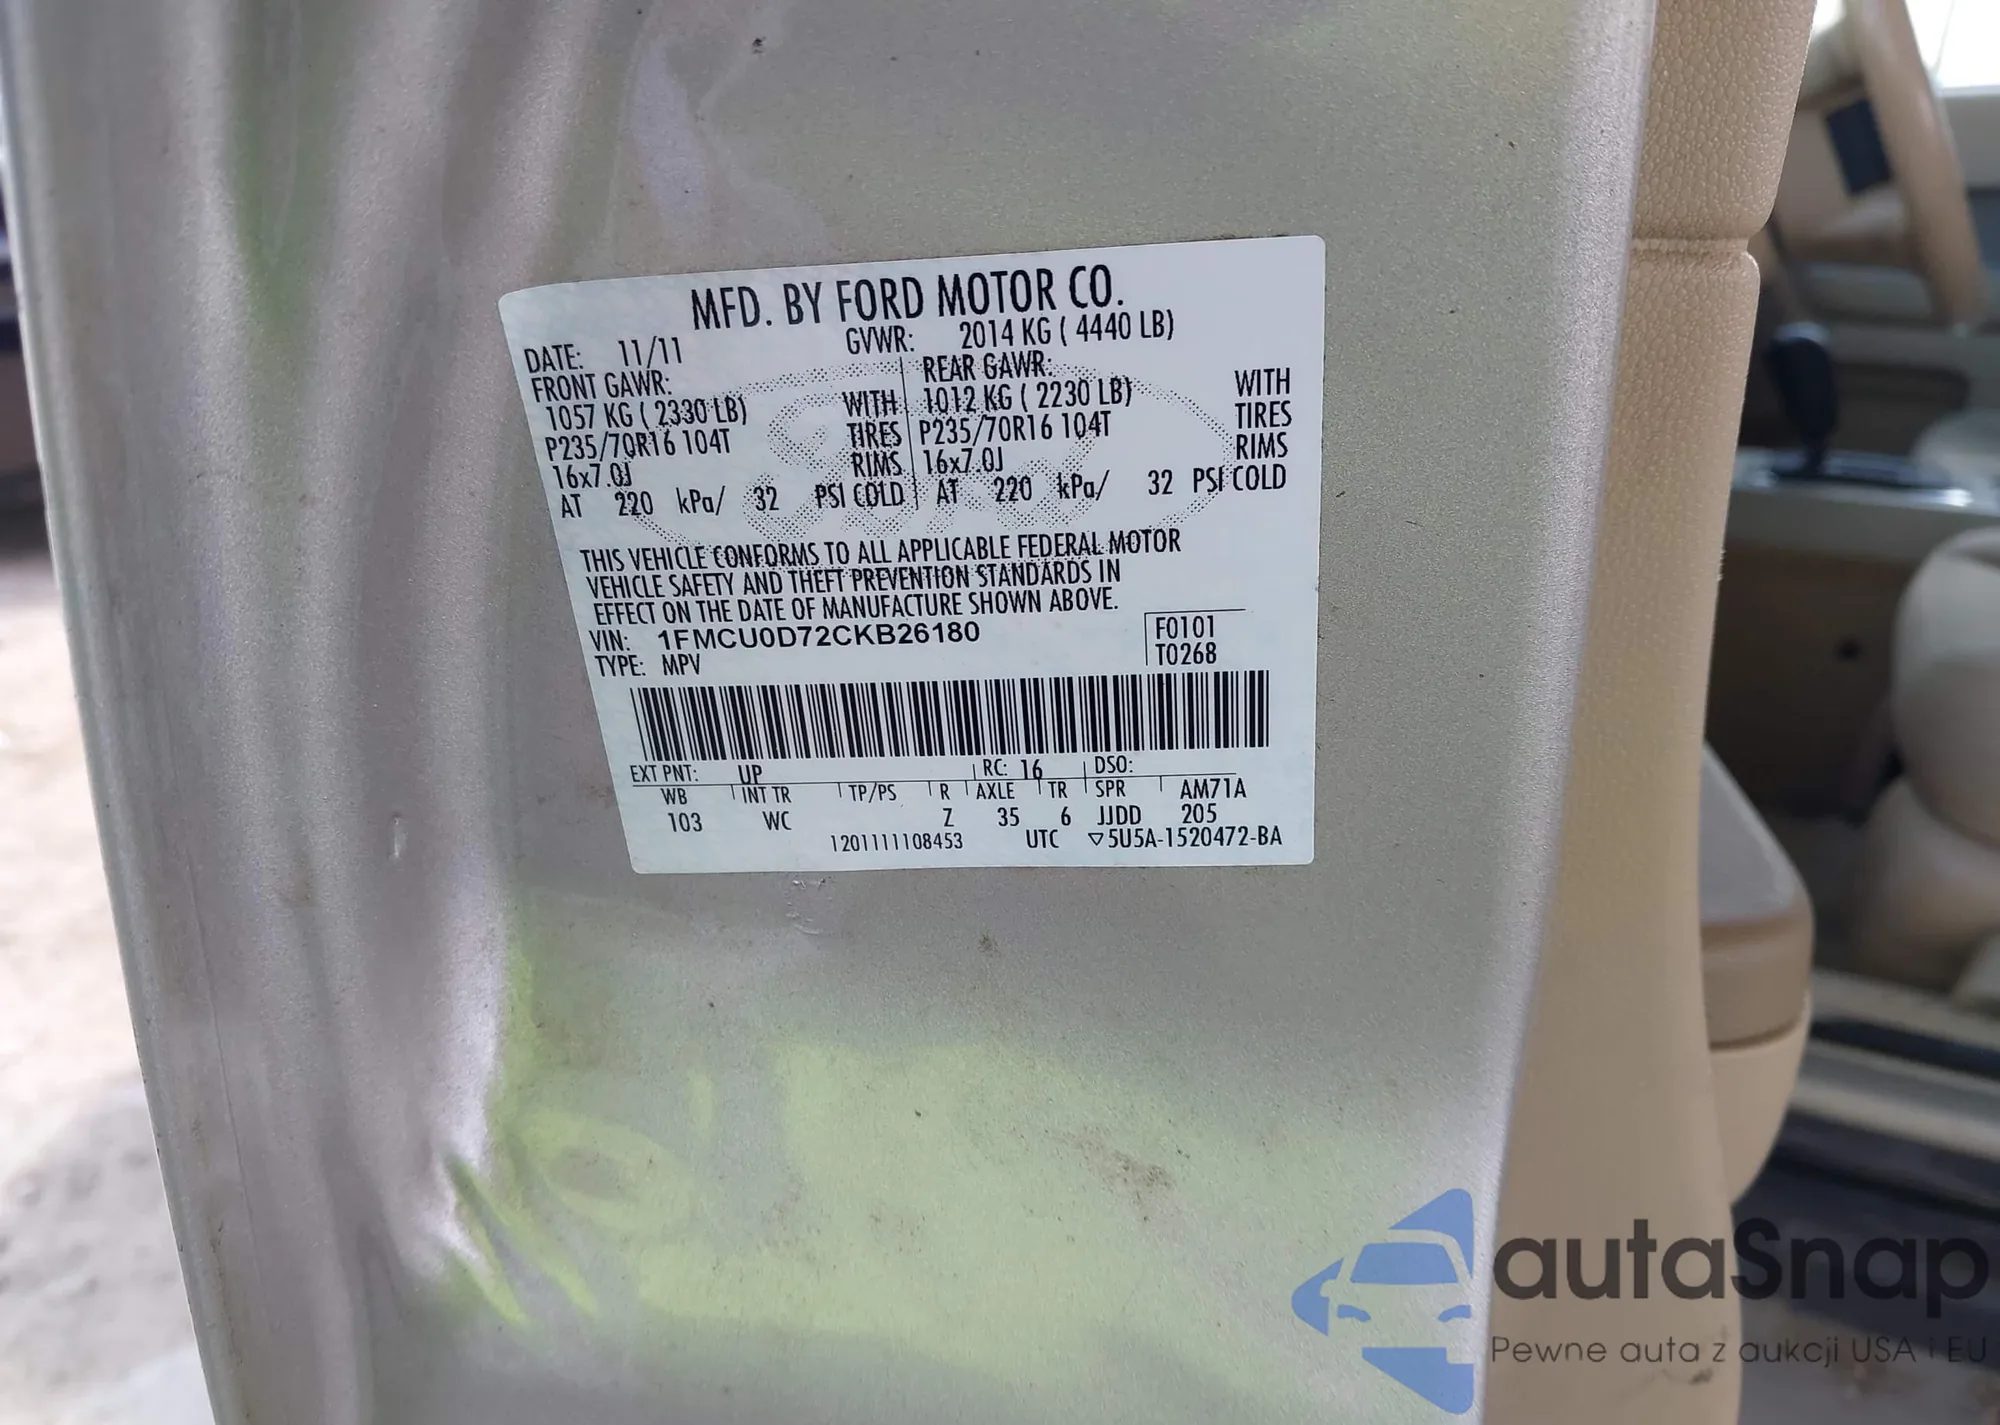 MFD. BY FORD MOTOR CO.
DATE: 11/11 GVWR: 2014 KG ( 4440 LB)
FRONT GAWR: REAR GAWR:
1057 KG ( 2330 LB) WITH 1012 KG ( 2230 LB) WITH
P235/70R16 104T TIRES P235/70R16 104T TIRES
16x7.0J RIMS 16x7.0J RIMS
AT 220 kPa/ 32 PSI COLD AT 220 kPa/ 32 PSI COLD
THIS VEHICLE CONFORMS TO ALL APPLICABLE FEDERAL MOTOR
VEHICLE SAFETY AND THEFT PREVENTION STANDARDS IN
EFFECT ON THE DATE OF MANUFACTURE SHOWN ABOVE.
VIN: 1FMCU0D72CKB26180 F0101
TYPE: MPV T0268
EXT PNT: UP RC: 16 DSO:
WB INT TR TP/PS R AXLE TR SPR AM71A
103 WC Z 35 6 JJDD 205
1201111108453 UTC ▽5U5A-1520472-BA
autaSnap
Pewne auta z aukcji USA i EU